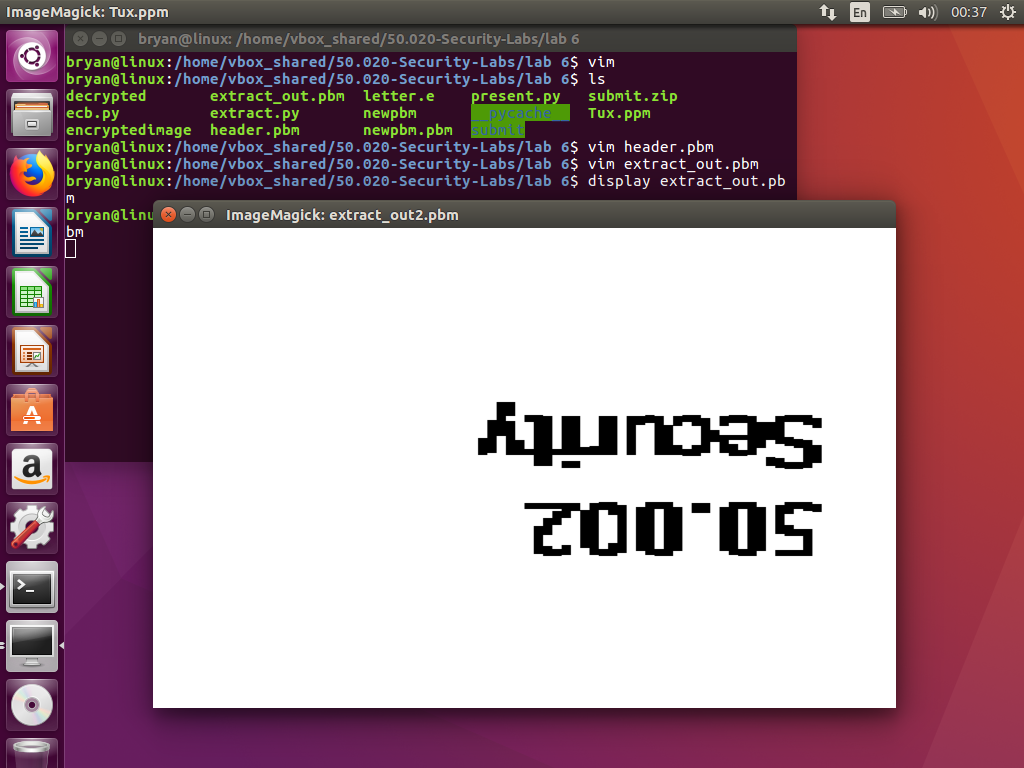 ImageMagick: Tux.ppm
En
00:37
bryan@linux: /home/vbox_shared/50.020-Security-Labs/lab 6
bryan@linux:/home/vbox_shared/50.020-Security-Labs/lab 6$ vim
bryan@linux:/home/vbox_shared/50.020-Security-Labs/lab 6$ ls
decrypted extract_out.pbm letter.e present.py submit.zip
ecb.py extract.py newpbm __pycache__ Tux.ppm
encryptedimage header.pbm newpbm.pbm submit
bryan@linux:/home/vbox_shared/50.020-Security-Labs/lab 6$ vim header.pbm
bryan@linux:/home/vbox_shared/50.020-Security-Labs/lab 6$ vim extract_out.pbm
bryan@linux:/home/vbox_shared/50.020-Security-Labs/lab 6$ display extract_out.pb
m
bryan@linu
bm
ImageMagick: extract_out2.pbm
50.002
Security